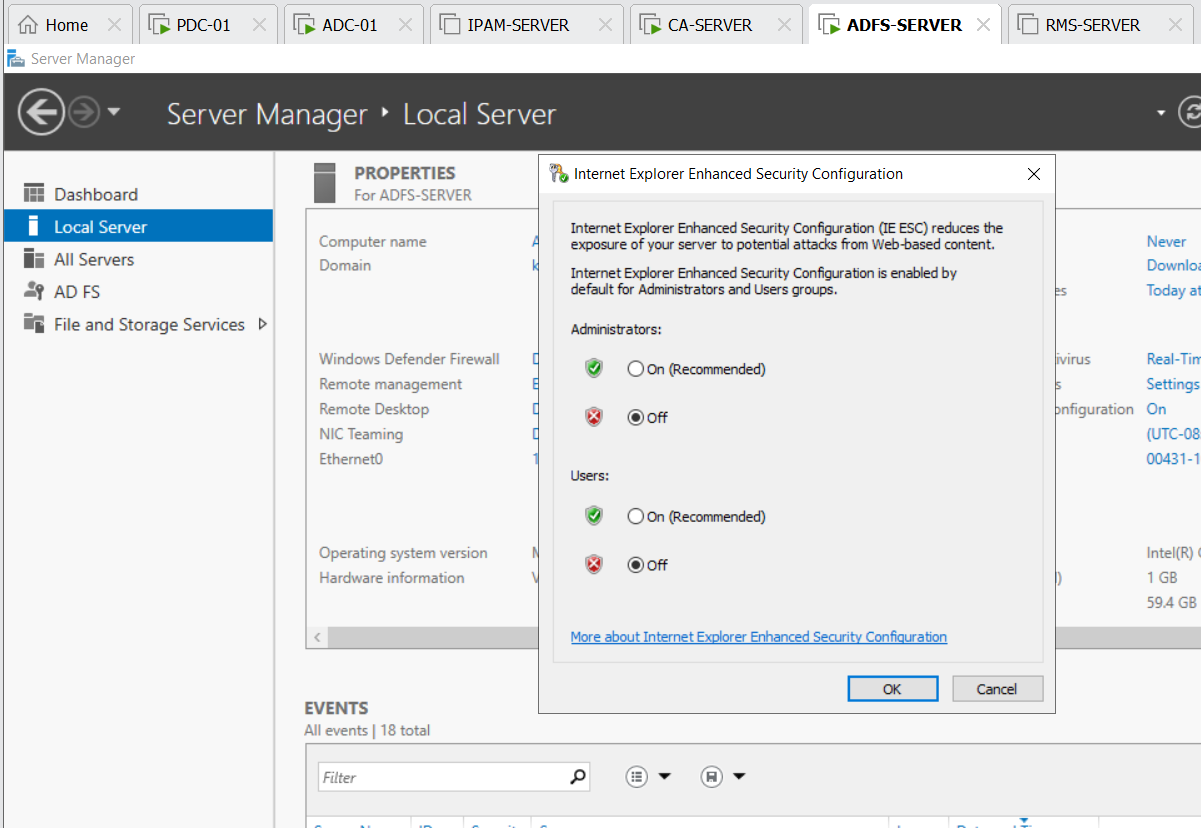 Home
PDC-01
ADC-01
IPAM-SERVER
CA-SERVER
ADFS-SERVER
RMS-SERVER
Server Manager
Server Manager
Local Server
Dashboard
Local Server
All Servers
AD FS
File and Storage Services
PROPERTIES
For ADFS-SERVER
Computer name
Domain
Never
Today at
Windows Defender Firewall
Remote management
Remote Desktop
NIC Teaming
Ethernet0
Settings
On
(UTC-08
00431-1
Operating system version
Hardware information
Intel(R)
1 GB
59.4 GB
Internet Explorer Enhanced Security Configuration
Internet Explorer Enhanced Security Configuration (IE ESC) reduces the
exposure of your server to potential attacks from Web-based content.
Internet Explorer Enhanced Security Configuration is enabled by
default for Administrators and Users groups.
Administrators:
On (Recommended)
Off
Users:
On (Recommended)
Off
More about Internet Explorer Enhanced Security Configuration
OK
Cancel
EVENTS
All events | 18 total
Filter